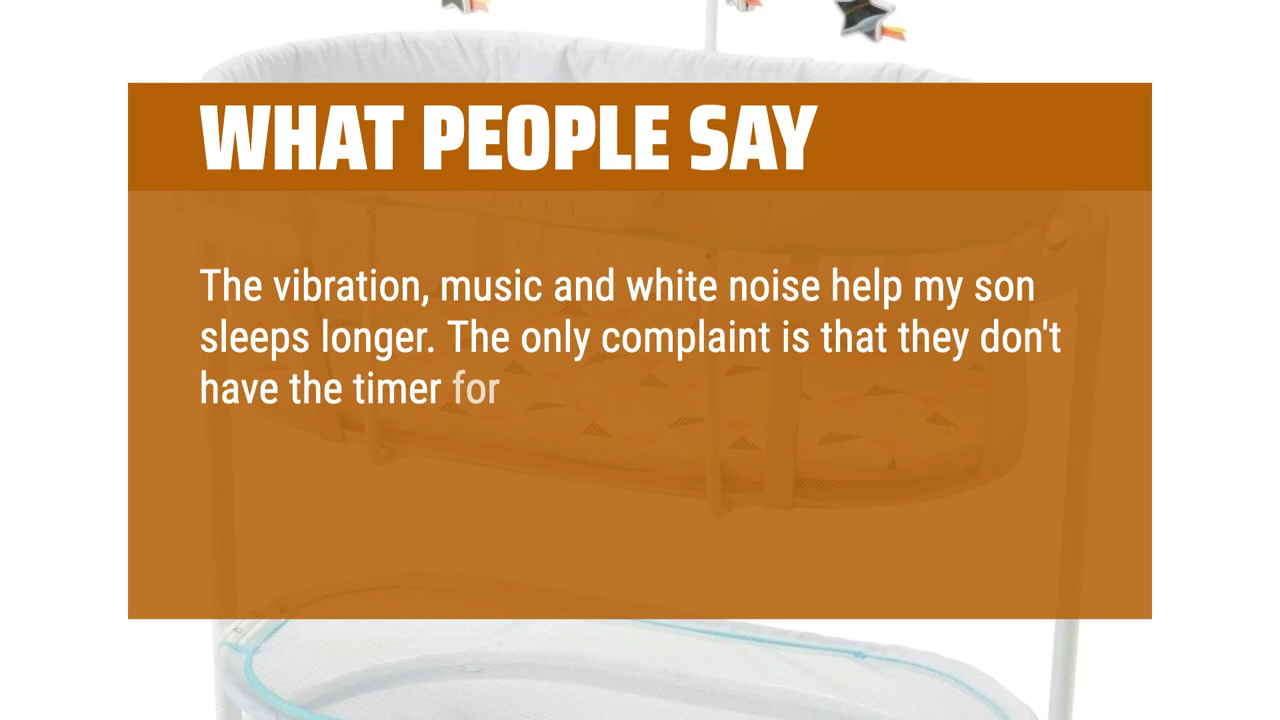 WHAT PEOPLE SAY
The vibration, music and white noise help my son
sleeps longer. The only complaint is that they don't
have the timer for